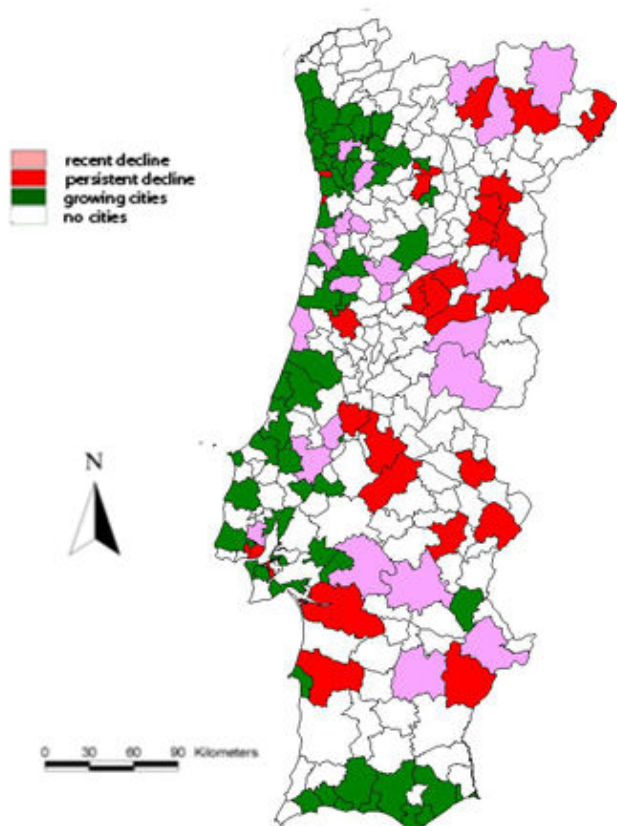 recent decline
persistent decline
growing cities
no cities
N
0 30 60 90 Kilometers